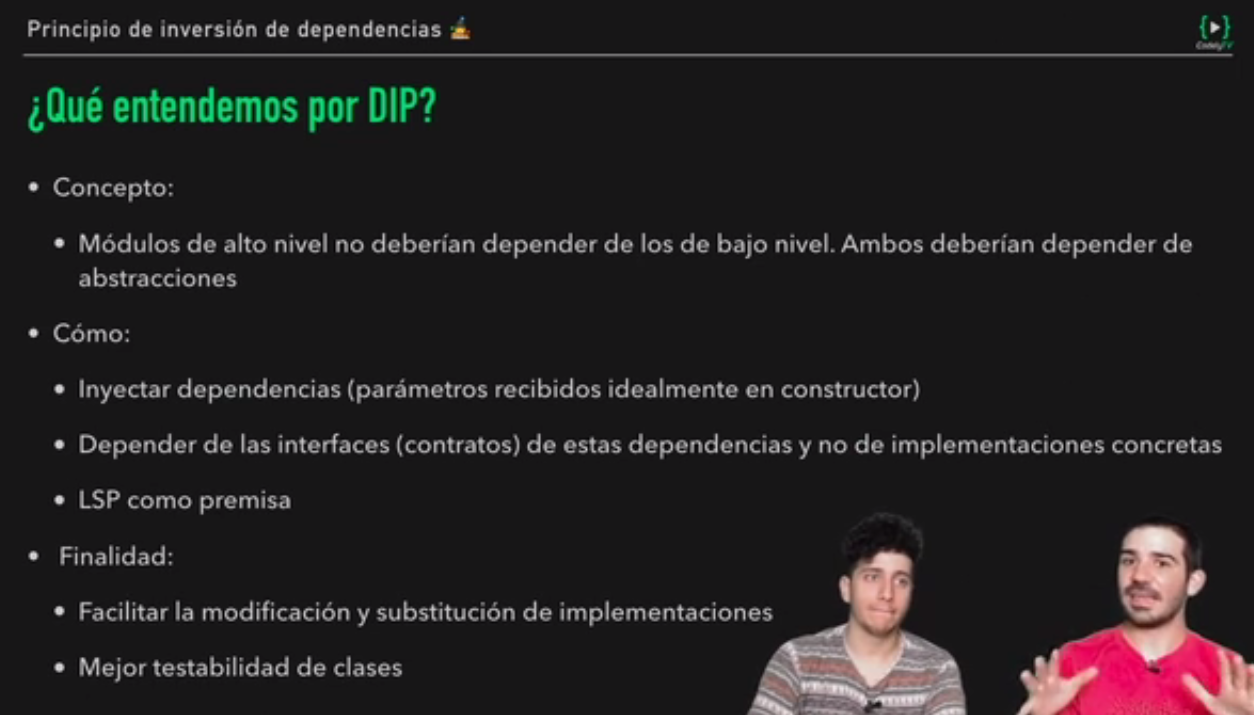 Principio de inversión de dependencias
CodelyTV
¿Qué entendemos por DIP?
• Concepto:
• Módulos de alto nivel no deberían depender de los de bajo nivel. Ambos deberían depender de
abstracciones
• Cómo:
• Inyectar dependencias (parámetros recibidos idealmente en constructor)
• Depender de las interfaces (contratos) de estas dependencias y no de implementaciones concretas
• LSP como premisa
• Finalidad:
• Facilitar la modificación y substitución de implementaciones
• Mejor testabilidad de clases